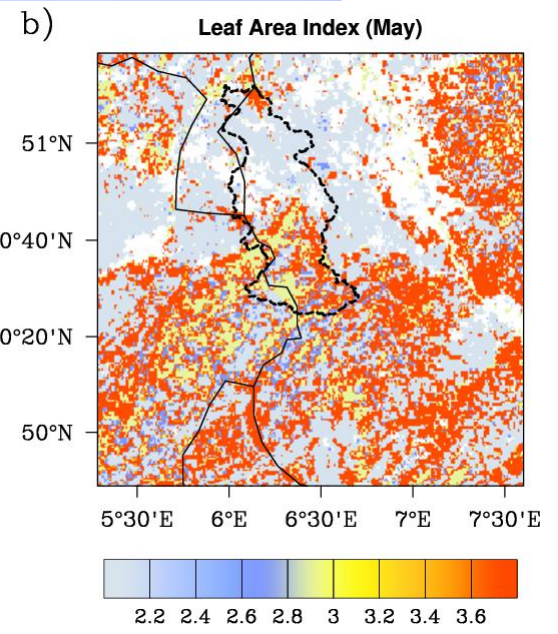 b)
Leaf Area Index (May)
51°N
0°40'N
0°20'N
50°N
5°30'E 6°E 6°30'E 7°E 7°30'E
2.2 2.4 2.6 2.8 3 3.2 3.4 3.6